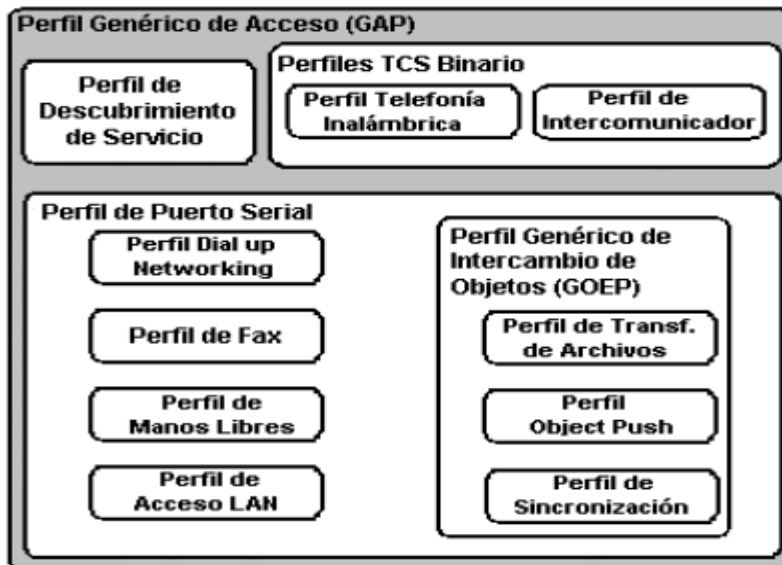 Perfil Genérico de Acceso (GAP)
Perfil de
Descubrimiento
de Servicio
Perfiles TCS Binario
Perfil Telefonía
Inalámbrica
Perfil de
Intercomunicador
Perfil de Puerto Serial
Perfil Dial up
Networking
Perfil de Fax
Perfil de
Manos Libres
Perfil de
Acceso LAN
Perfil Genérico de
Intercambio de
Objetos (GOEP)
Perfil de Transf.
de Archivos
Perfil
Object Push
Perfil de
Sincronización